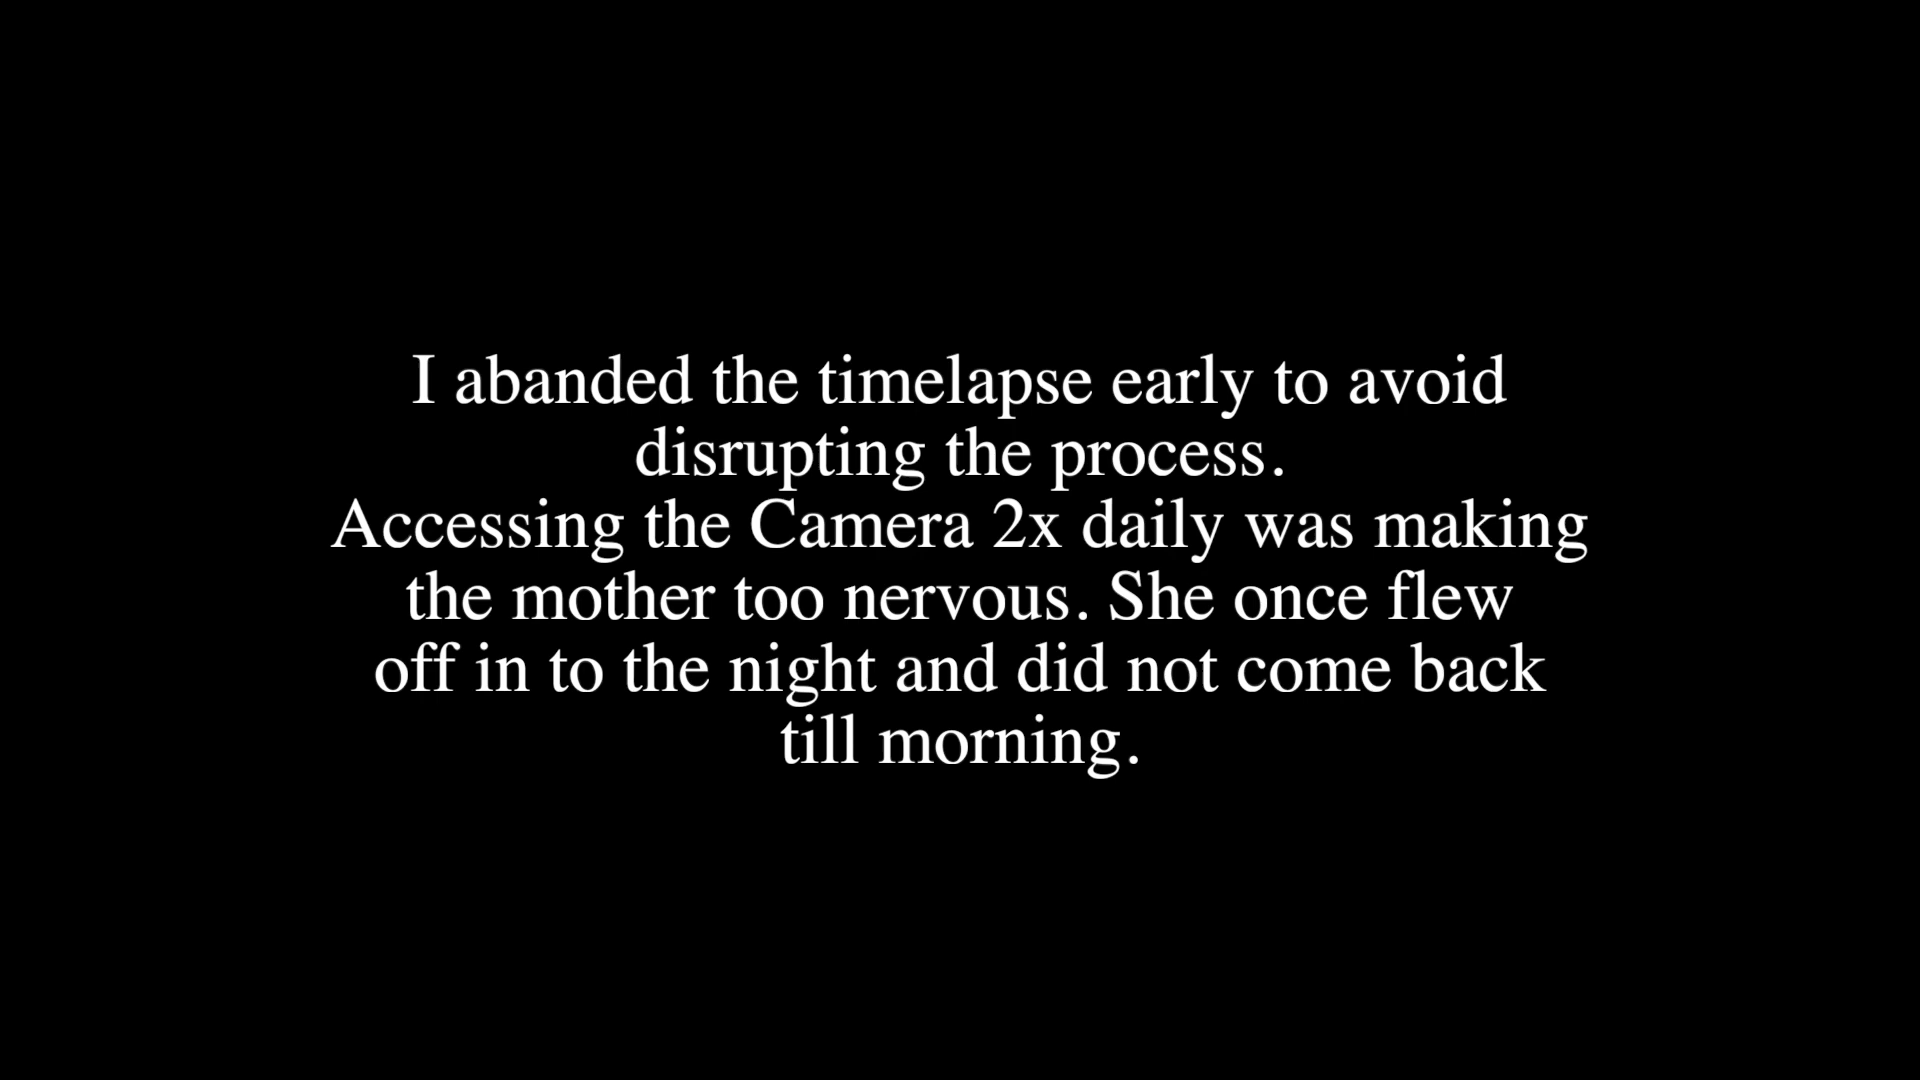 I abanded the timelapse early to avoid
disrupting the process.
Accessing the Camera 2x daily was making
the mother too nervous. She once flew
off in to the night and did not come back
till morning.